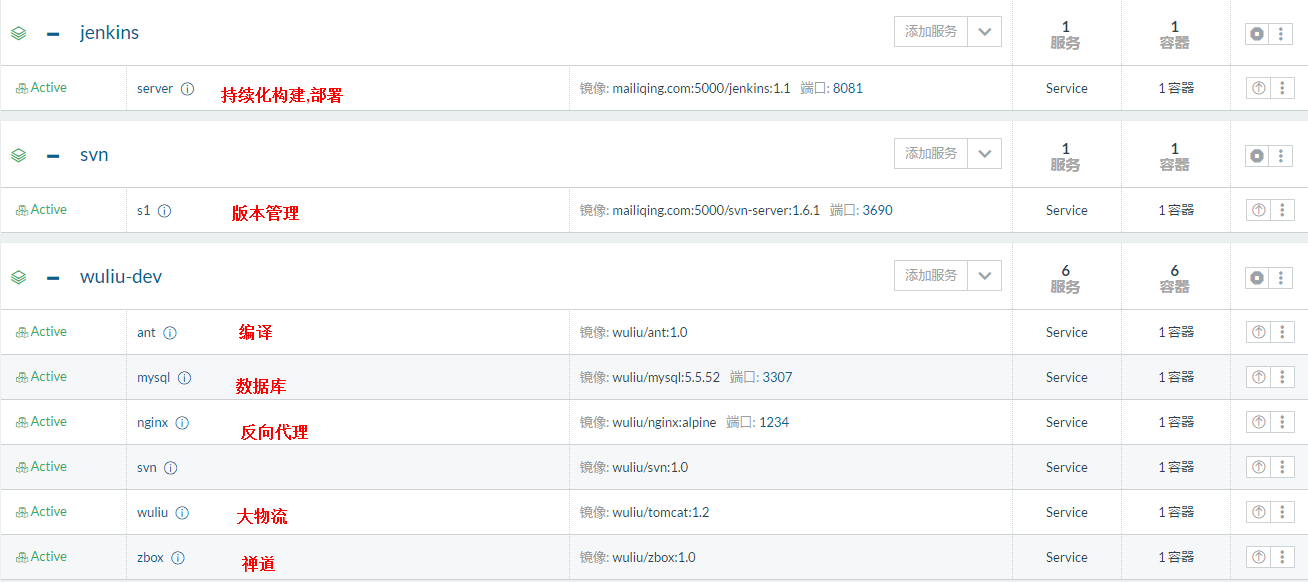 jenkins 添加服务 1 服务 1 容器
Active server 持续化构建,部署 镜像: mailiqing.com:5000/jenkins:1.1 端口: 8081 Service 1 容器
svn 添加服务 1 服务 1 容器
Active s1 版本管理 镜像: mailiqing.com:5000/svn-server:1.6.1 端口: 3690 Service 1 容器
wuliu-dev 添加服务 6 服务 6 容器
Active ant 编译 镜像: wuliu/ant:1.0 Service 1 容器
Active mysql 数据库 镜像: wuliu/mysql:5.5.52 端口: 3307 Service 1 容器
Active nginx 反向代理 镜像: wuliu/nginx:alpine 端口: 1234 Service 1 容器
Active svn 镜像: wuliu/svn:1.0 Service 1 容器
Active wuliu 大物流 镜像: wuliu/tomcat:1.2 Service 1 容器
Active zbox 禅道 镜像: wuliu/zbox:1.0 Service 1 容器